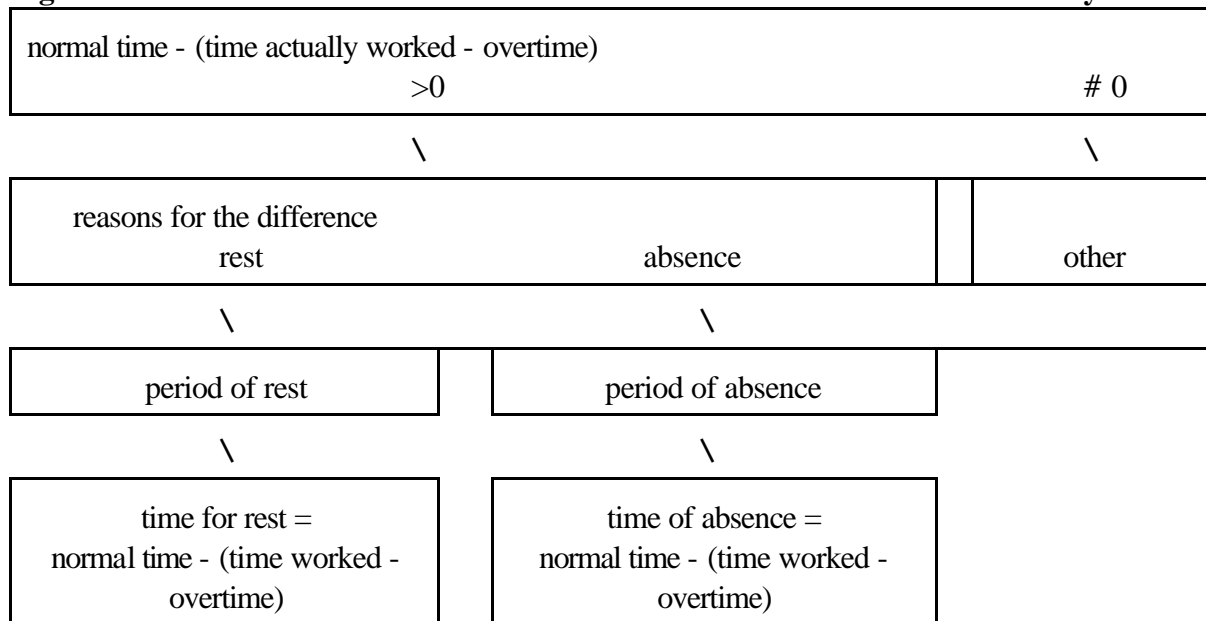 normal time - (time actually worked - overtime)
>0 # 0
\ \
reasons for the difference
rest absence other
\ \
period of rest period of absence
\ \
time for rest = time of absence =
normal time - (time worked - normal time - (time worked -
overtime) overtime)